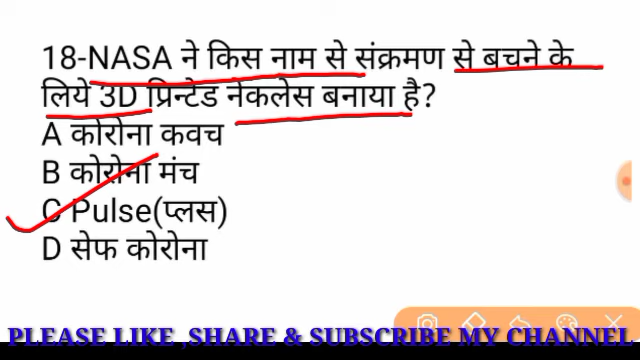 18-NASA ने किस नाम से संक्रमण से बचने के
लिये 3D प्रिन्टेड नेकलेस बनाया है?
A कोरोना कवच
B कोरोना मंच
C Pulse(प्लस)
D सेफ कोरोना
PLEASE LIKE ,SHARE & SUBSCRIBE MY CHANNEL